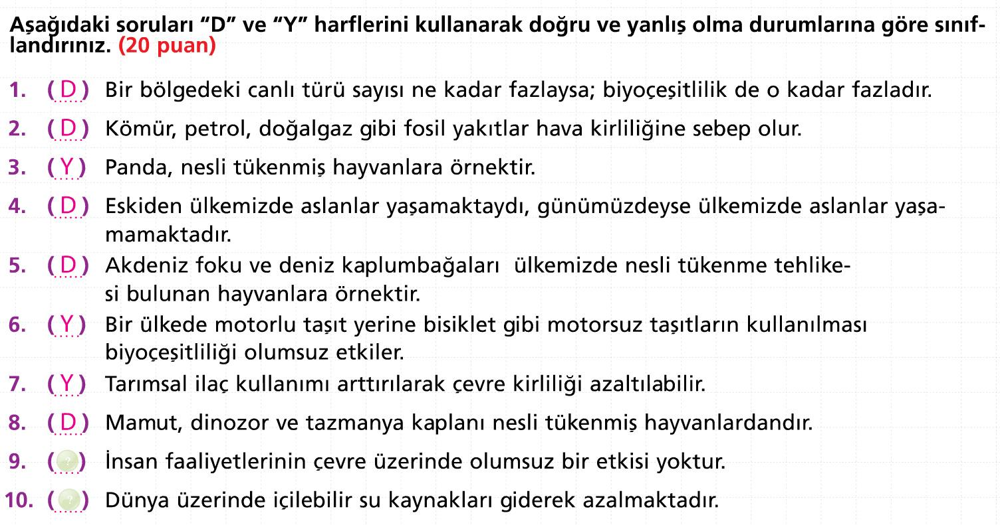 Aşağıdaki soruları “D” ve “Y” harflerini kullanarak doğru ve yanlış olma durumlarına göre sınıf-
landırınız. (20 puan)
1. (D) Bir bölgedeki canlı türü sayısı ne kadar fazlaysa; biyoçeşitlilik de o kadar fazladır.
2. (D) Kömür, petrol, doğalgaz gibi fosil yakıtlar hava kirliliğine sebep olur.
3. (Y) Panda, nesli tükenmiş hayvanlara örnektir.
4. (D) Eskiden ülkemizde aslanlar yaşamaktaydı, günümüzdeyse ülkemizde aslanlar yaşa-
mamaktadır.
5. (D) Akdeniz foku ve deniz kaplumbağaları ülkemizde nesli tükenme tehlike-
si bulunan hayvanlara örnektir.
6. (Y) Bir ülkede motorlu taşıt yerine bisiklet gibi motorsuz taşıtların kullanılması
biyoçeşitliliği olumsuz etkiler.
7. (Y) Tarımsal ilaç kullanımı arttırılarak çevre kirliliği azaltılabilir.
8. (D) Mamut, dinozor ve tazmanya kaplanı nesli tükenmiş hayvanlardandır.
9. (?) İnsan faaliyetlerinin çevre üzerinde olumsuz bir etkisi yoktur.
10. (?) Dünya üzerinde içilebilir su kaynakları giderek azalmaktadır.